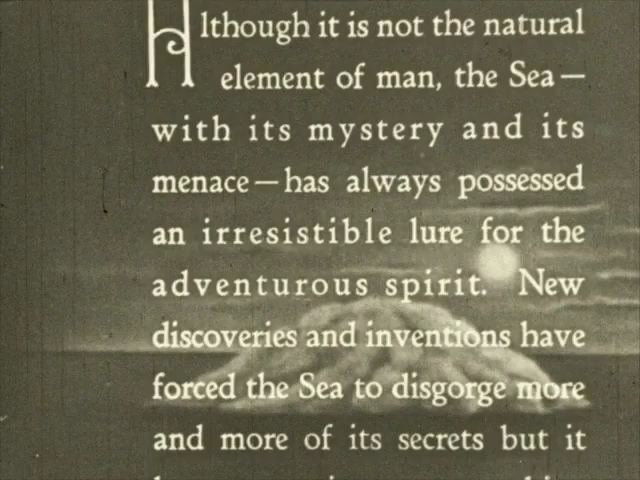 Although it is not the natural
element of man, the Sea—
with its mystery and its
menace—has always possessed
an irresistible lure for the
adventurous spirit. New
discoveries and inventions have
forced the Sea to disgorge more
and more of its secrets but it